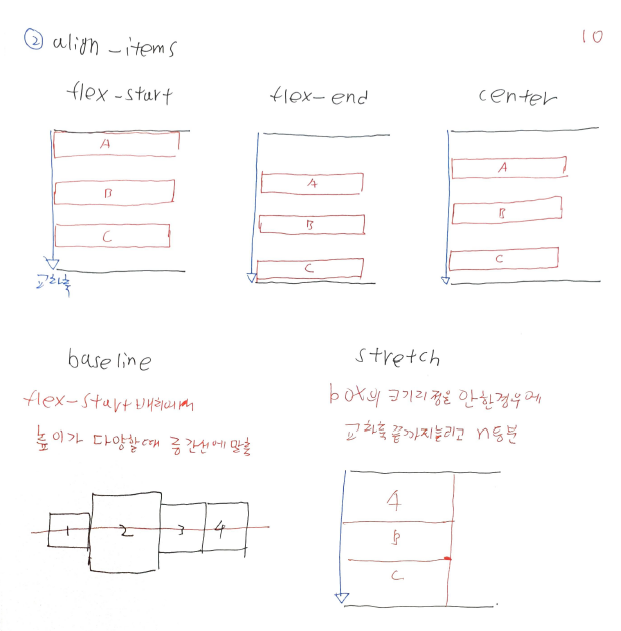 ② align-items
10
flex-start
flex-end
center
A
B
C
교차축
A
B
C
A
B
C
baseline
stretch
flex-start 배치에서
높이가 다양할때 중간선에 맞춤
box의 크기리정을 안한경우에
교차축끝까지늘리고 n등분
1 2 3 4
A
B
C